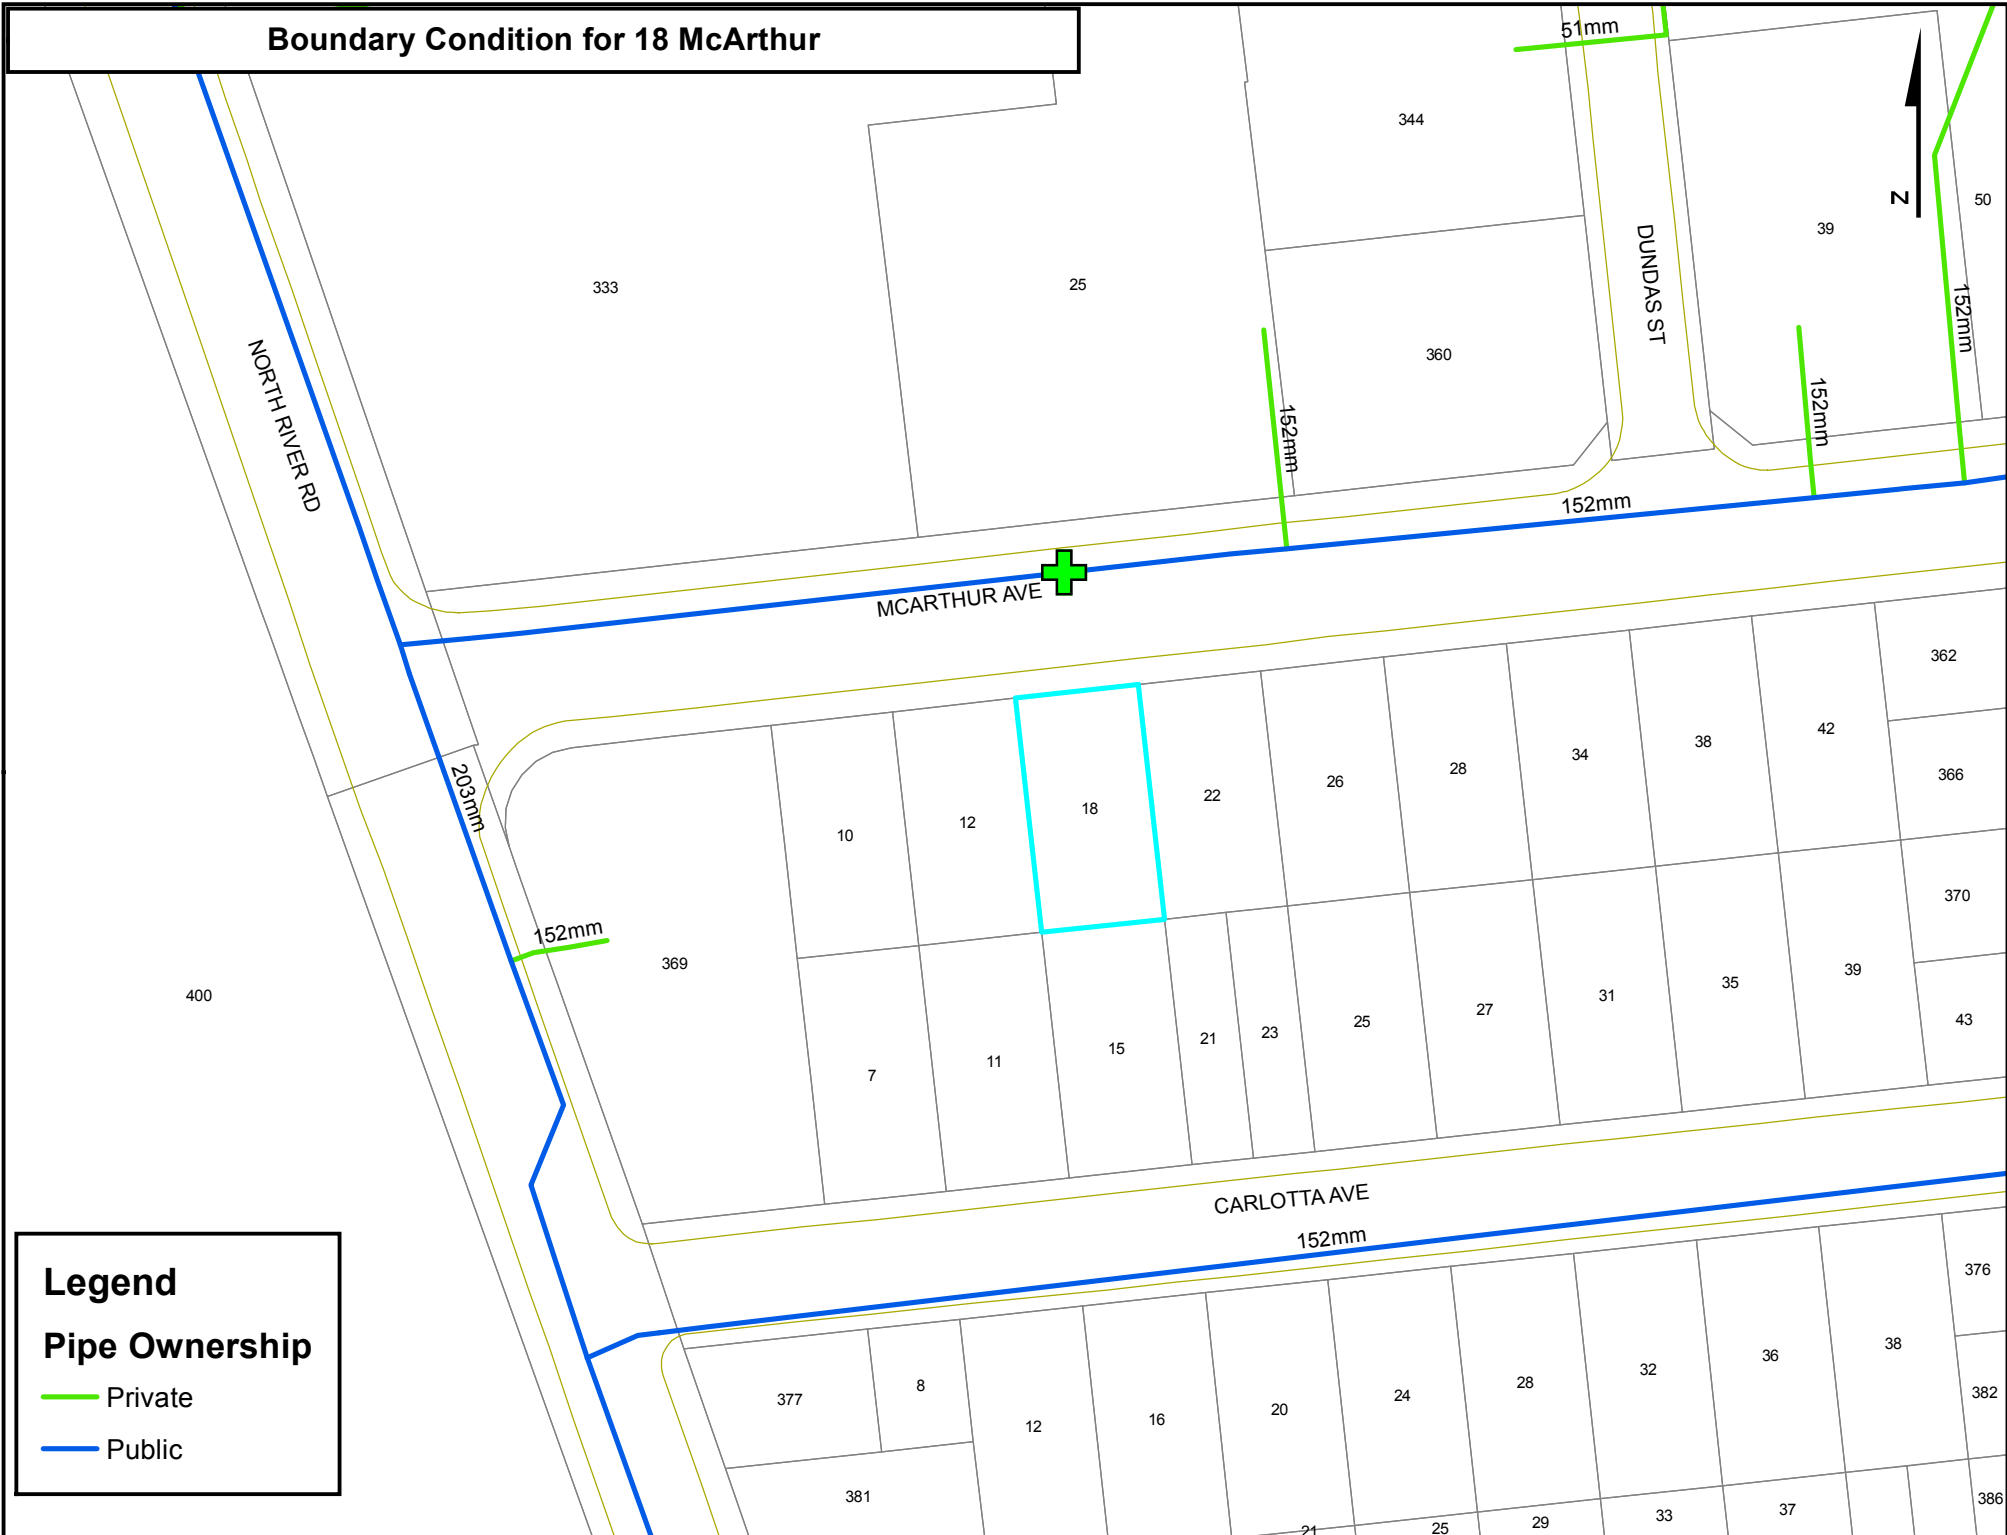 Boundary Condition for 18 McArthur
51mm
344
N
50
39
DUNDAS ST
333
25
152mm
NORTH RIVER RD
360
152mm
152mm
152mm
MCARTHUR AVE
362
42
38
34
366
28
26
22
203mm
18
12
10
370
152mm
369
39
35
400
31
27
43
25
23
21
15
11
7
CARLOTTA AVE
152mm
376
Legend
Pipe Ownership
Private
Public
38
36
32
28
8
377
382
24
20
16
12
381
386
37
33
29
25
21